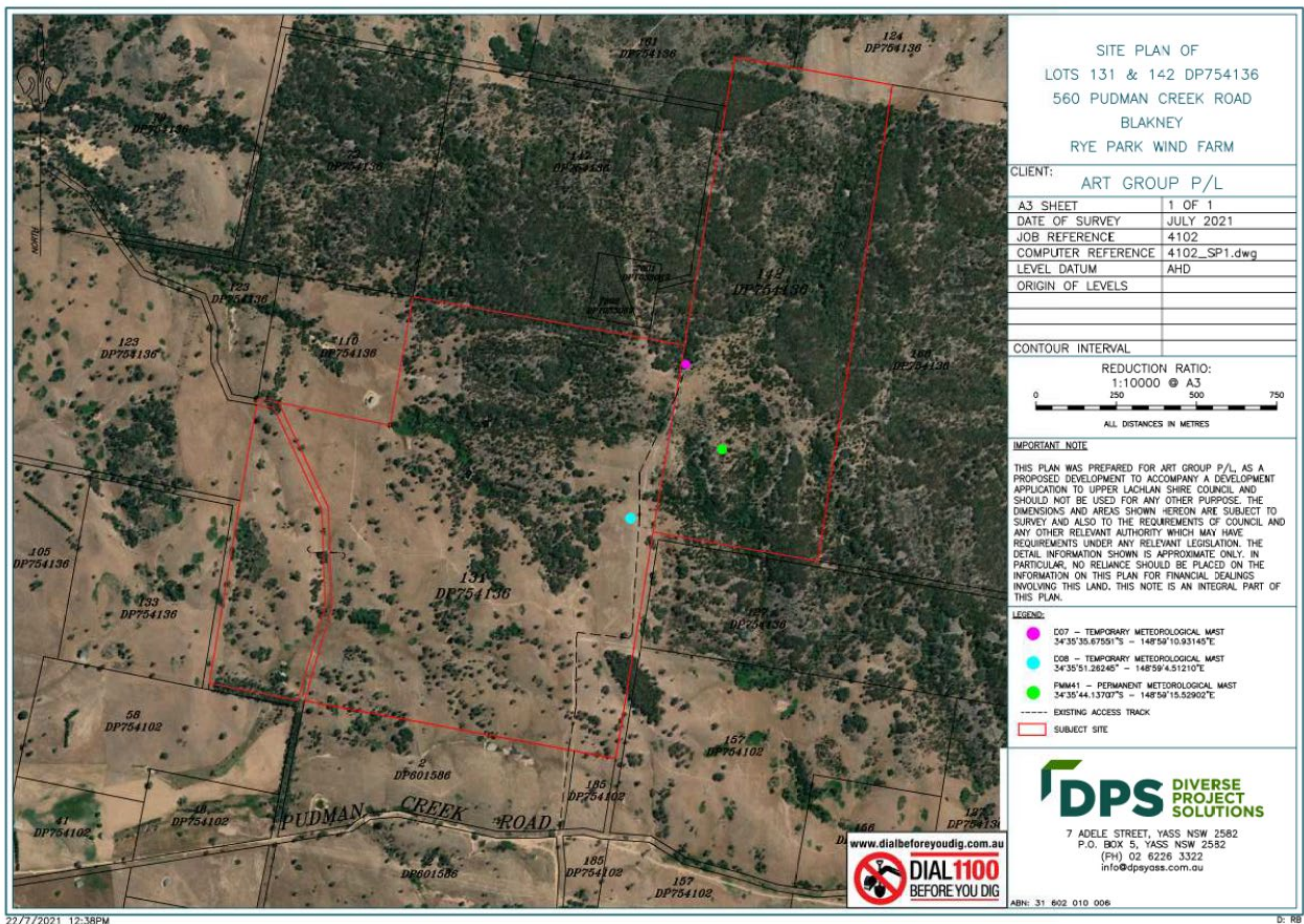 SITE PLAN OF
LOTS 131 & 142 DP754136
560 PUDMAN CREEK ROAD
BLAKNEY
RYE PARK WIND FARM
CLIENT:
ART GROUP P/L
A3 SHEET 1 OF 1
DATE OF SURVEY JULY 2021
JOB REFERENCE 4102
COMPUTER REFERENCE 4102_SP1.dwg
LEVEL DATUM AHD
ORIGIN OF LEVELS
CONTOUR INTERVAL
REDUCTION RATIO:
1:10000 @ A3
0 250 500 750
ALL DISTANCES IN METRES
IMPORTANT NOTE
THIS PLAN WAS PREPARED FOR ART GROUP P/L, AS A
PROPOSED DEVELOPMENT TO ACCOMPANY A DEVELOPMENT
APPLICATION TO UPPER LACHLAN SHIRE COUNCIL AND
SHOULD NOT BE USED FOR ANY OTHER PURPOSE. THE
DIMENSIONS AND AREAS SHOWN HEREON ARE SUBJECT TO
SURVEY AND ALSO TO THE REQUIREMENTS OF COUNCIL AND
ANY OTHER RELEVANT AUTHORITY WHICH MAY HAVE
REQUIREMENTS UNDER ANY RELEVANT LEGISLATION. THE
DETAIL INFORMATION SHOWN IS APPROXIMATE ONLY. IN
PARTICULAR, NO RELIANCE SHOULD BE PLACED ON THE
INFORMATION ON THIS PLAN FOR FINANCIAL DEALINGS
INVOLVING THIS LAND. THIS NOTE IS AN INTEGRAL PART OF
THIS PLAN.
LEGEND:
D07 – TEMPORARY METEOROLOGICAL MAST
34°35'35.67551"S – 148°59'10.93145"E
D08 – TEMPORARY METEOROLOGICAL MAST
34°35'51.26245" – 148°59'4.51210"E
PMM41 – PERMANENT METEOROLOGICAL MAST
34°35'44.13707"S – 148°59'15.52902"E
EXISTING ACCESS TRACK
SUBJECT SITE
DPS DIVERSE
PROJECT
SOLUTIONS
7 ADELE STREET, YASS NSW 2582
P.O. BOX 5, YASS NSW 2582
(PH) 02 6226 3322
info@dpsyass.com.au
ABN: 31 602 010 006
124
DP754136
161
DP754136
DP754136
DP754136
DP754136
142
DP754136
123
DP754136
123
DP754136
110
DP754136
DP754136
105
DP754136
133
DP754136
131
DP754136
DP754136
58
DP754102
2
DP601586
157
DP754102
185
DP754102
41
DP754102
DP754102
PUDMAN CREEK ROAD
DP601586
185
DP754102
157
DP754102
www.dialbeforeyoudig.com.au
DIAL1100
BEFORE YOU DIG
22/7/2021 12:38PM
D: RB